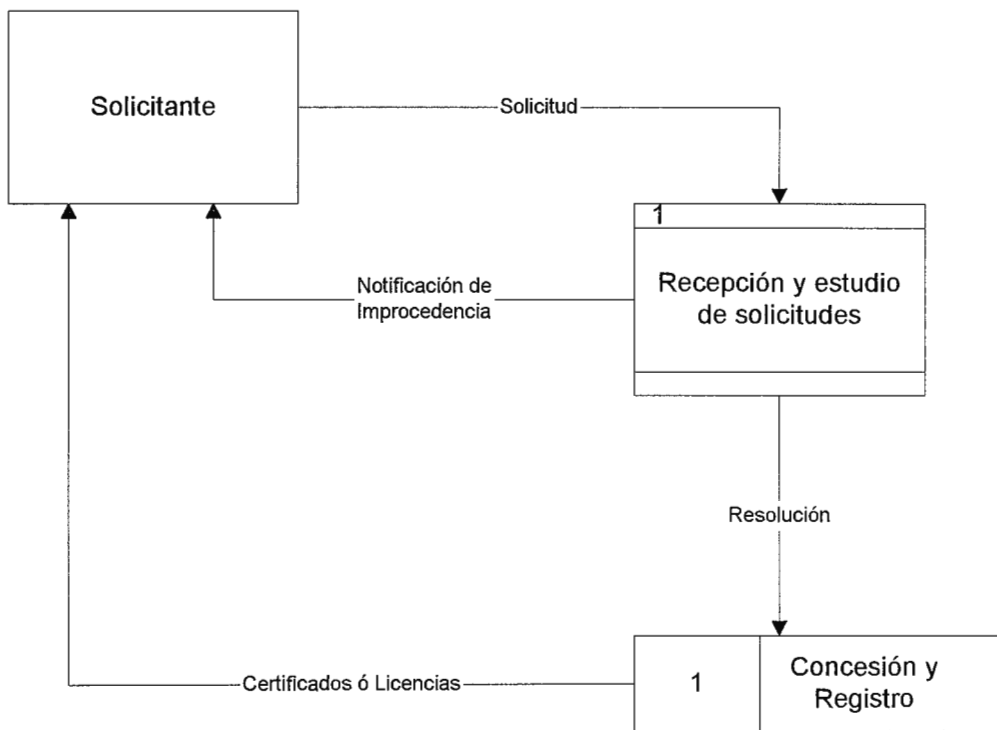 Solicitante
Solicitud
1
Recepción y estudio
de solicitudes
Notificación de
Improcedencia
Resolución
1
Concesión y
Registro
Certificados ó Licencias